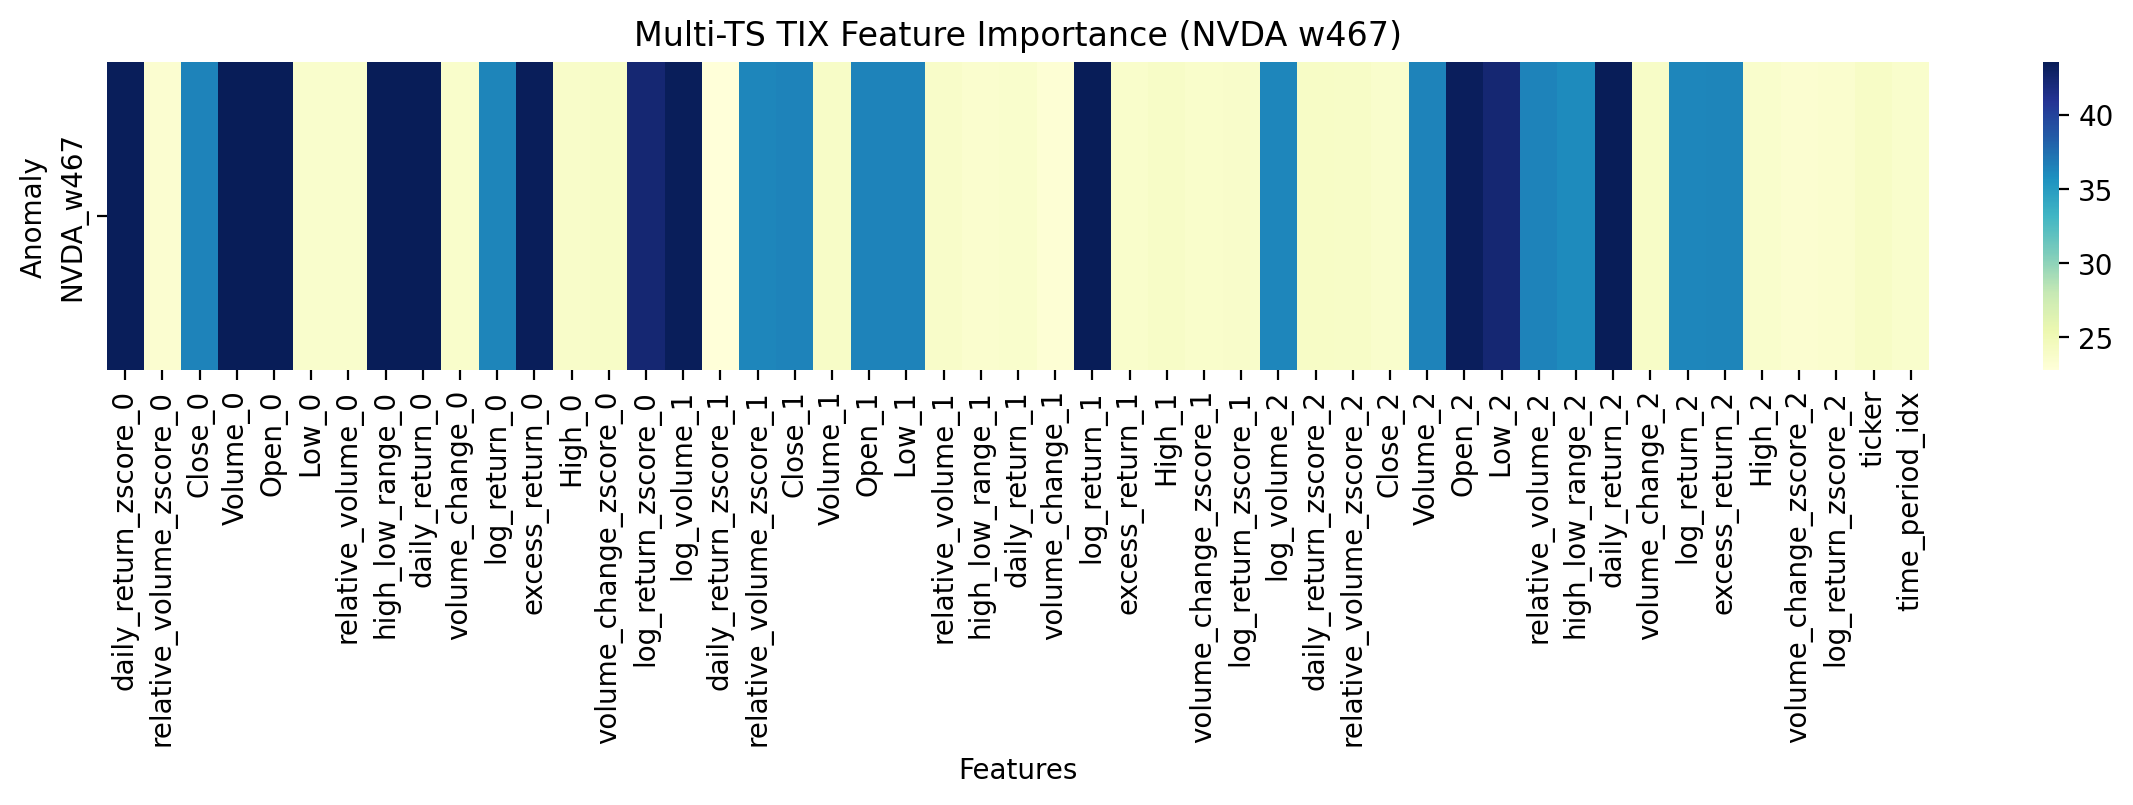 Multi-TS TIX Feature Importance (NVDA w467)
Anomaly
NVDA_w467
40
35
30
25
daily_return_zscore_0
relative_volume_zscore_0
Close_0
Volume_0
Open_0
Low_0
relative_volume_0
high_low_range_0
daily_return_0
volume_change_0
log_return_0
excess_return_0
High_0
volume_change_zscore_0
log_return_zscore_0
log_volume_1
daily_return_zscore_1
relative_volume_zscore_1
Close_1
Volume_1
Open_1
Low_1
relative_volume_1
high_low_range_1
daily_return_1
volume_change_1
log_return_1
excess_return_1
High_1
volume_change_zscore_1
log_return_zscore_1
log_volume_2
daily_return_zscore_2
relative_volume_zscore_2
Close_2
Volume_2
Open_2
Low_2
relative_volume_2
high_low_range_2
daily_return_2
volume_change_2
log_return_2
excess_return_2
High_2
volume_change_zscore_2
log_return_zscore_2
ticker
time_period_idx
Features